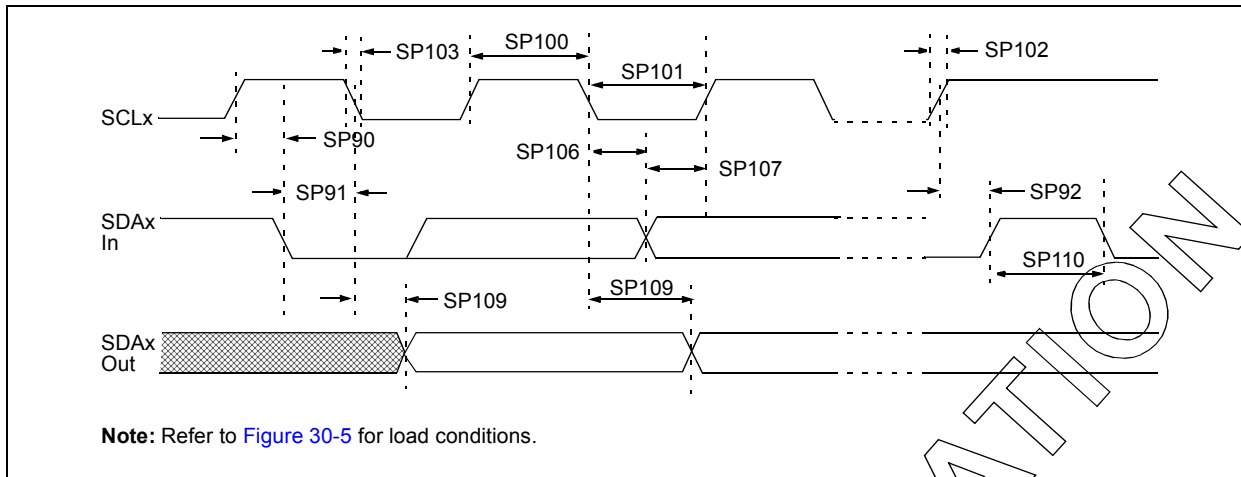 SP103
SP100
SP102
SP101
SCLx
SP90
SP106
SP107
SP91
SP92
SDAx
In
SP110
SP109
SP109
SDAx
Out
Note: Refer to Figure 30-5 for load conditions.
ATION